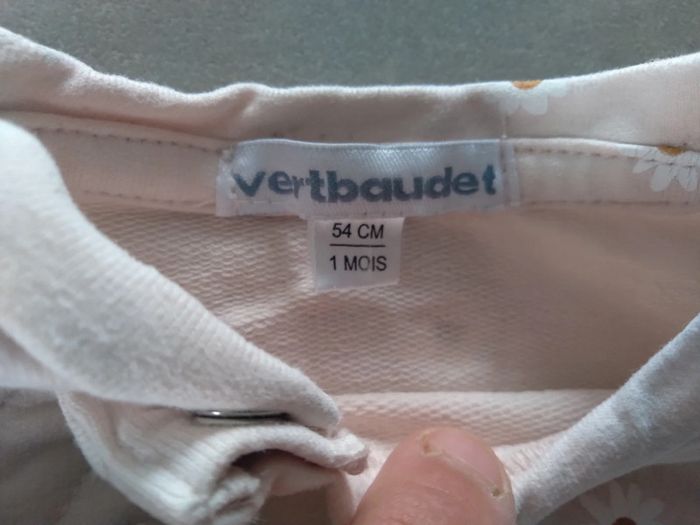 vertbaudet
54 CM
1 MOIS